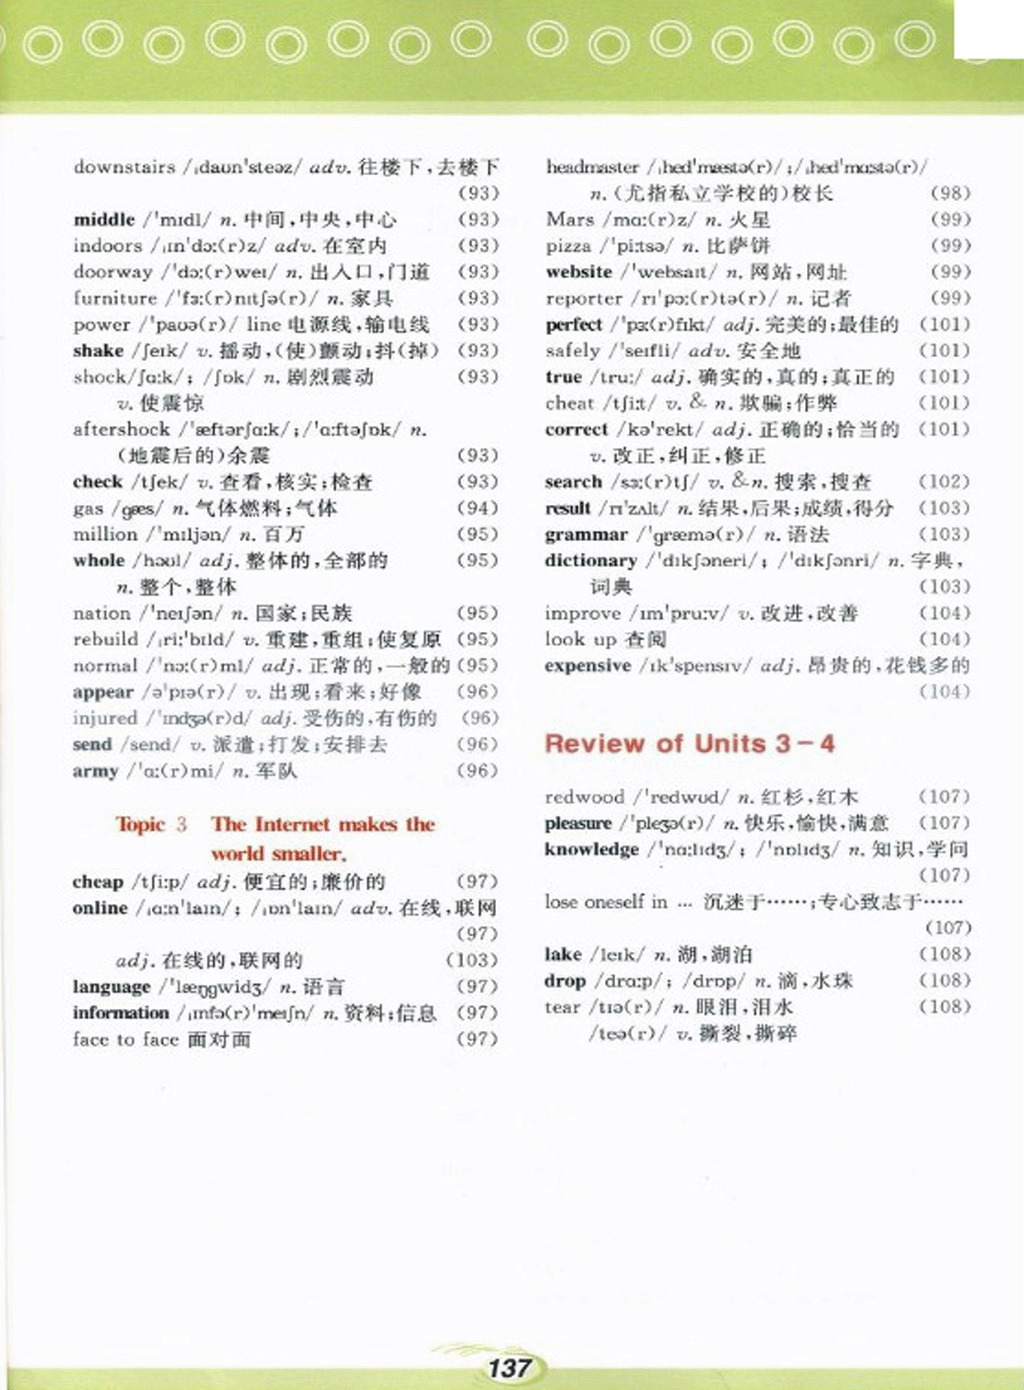 downstairs /ˌdaʊnˈsteəz/ adv. 往楼下,去楼下
(93)
middle /ˈmɪdl/ n. 中间,中央,中心 (93)
indoors /ˌɪnˈdɔː(r)z/ adv. 在室内 (93)
doorway /ˈdɔː(r)weɪ/ n. 出入口,门道 (93)
furniture /ˈfɜː(r)nɪtʃə(r)/ n. 家具 (93)
power /ˈpaʊə(r)/ line 电源线,输电线 (93)
shake /ʃeɪk/ v. 摇动,(使)颤动;抖(掉) (93)
shock/ʃɑːk/; /ʃɒk/ n. 剧烈震动 (93)
v. 使震惊
aftershock /ˈæftərʃɑːk/;/ˈɑːftəʃɒk/ n.
(地震后的)余震 (93)
check /tʃek/ v. 查看,核实;检查 (93)
gas /ɡæs/ n. 气体燃料;气体 (94)
million /ˈmɪljən/ n. 百万 (95)
whole /həʊl/ adj. 整体的,全部的 (95)
n. 整个,整体
nation /ˈneɪʃən/ n. 国家;民族 (95)
rebuild /ˌriːˈbɪld/ v. 重建,重组;使复原 (95)
normal /ˈnɔː(r)ml/ adj. 正常的,一般的 (95)
appear /əˈpɪə(r)/ v. 出现;看来;好像 (96)
injured /ˈɪndʒə(r)d/ adj. 受伤的,有伤的 (96)
send /send/ v. 派遣;打发;安排去 (96)
army /ˈɑː(r)mi/ n. 军队 (96)
Topic 3 The Internet makes the
world smaller.
cheap /tʃiːp/ adj. 便宜的;廉价的 (97)
online /ˌɑːnˈlaɪn/; /ˌɒnˈlaɪn/ adv. 在线,联网
(97)
adj. 在线的,联网的 (103)
language /ˈlæŋɡwɪdʒ/ n. 语言 (97)
information /ˌɪnfə(r)ˈmeɪʃn/ n. 资料;信息 (97)
face to face 面对面 (97)
headmaster /ˌhedˈmæstə(r)/;/ˌhedˈmɑːstə(r)/
n. (尤指私立学校的)校长 (98)
Mars /mɑː(r)z/ n. 火星 (99)
pizza /ˈpiːtsə/ n. 比萨饼 (99)
website /ˈwebsaɪt/ n. 网站,网址 (99)
reporter /rɪˈpɔː(r)tə(r)/ n. 记者 (99)
perfect /ˈpɜː(r)fɪkt/ adj. 完美的;最佳的 (101)
safely /ˈseɪfli/ adv. 安全地 (101)
true /truː/ adj. 确实的,真的;真正的 (101)
cheat /tʃiːt/ v. & n. 欺骗;作弊 (101)
correct /kəˈrekt/ adj. 正确的;恰当的 (101)
v. 改正,纠正,修正
search /sɜː(r)tʃ/ v. &n. 搜索,搜查 (102)
result /rɪˈzʌlt/ n. 结果,后果;成绩,得分 (103)
grammar /ˈɡræmə(r)/ n. 语法 (103)
dictionary /ˈdɪkʃəneri/; /ˈdɪkʃənri/ n. 字典,
词典 (103)
improve /ɪmˈpruːv/ v. 改进,改善 (104)
look up 查阅 (104)
expensive /ɪkˈspensɪv/ adj. 昂贵的,花钱多的
(104)
Review of Units 3－4
redwood /ˈredwʊd/ n. 红杉,红木 (107)
pleasure /ˈpleʒə(r)/ n. 快乐,愉快,满意 (107)
knowledge /ˈnɑːlɪdʒ/; /ˈnɒlɪdʒ/ n. 知识,学问
(107)
lose oneself in … 沉迷于……;专心致志于……
(107)
lake /leɪk/ n. 湖,湖泊 (108)
drop /drɑːp/; /drɒp/ n. 滴,水珠 (108)
tear /tɪə(r)/ n. 眼泪,泪水 (108)
/teə(r)/ v. 撕裂,撕碎
137